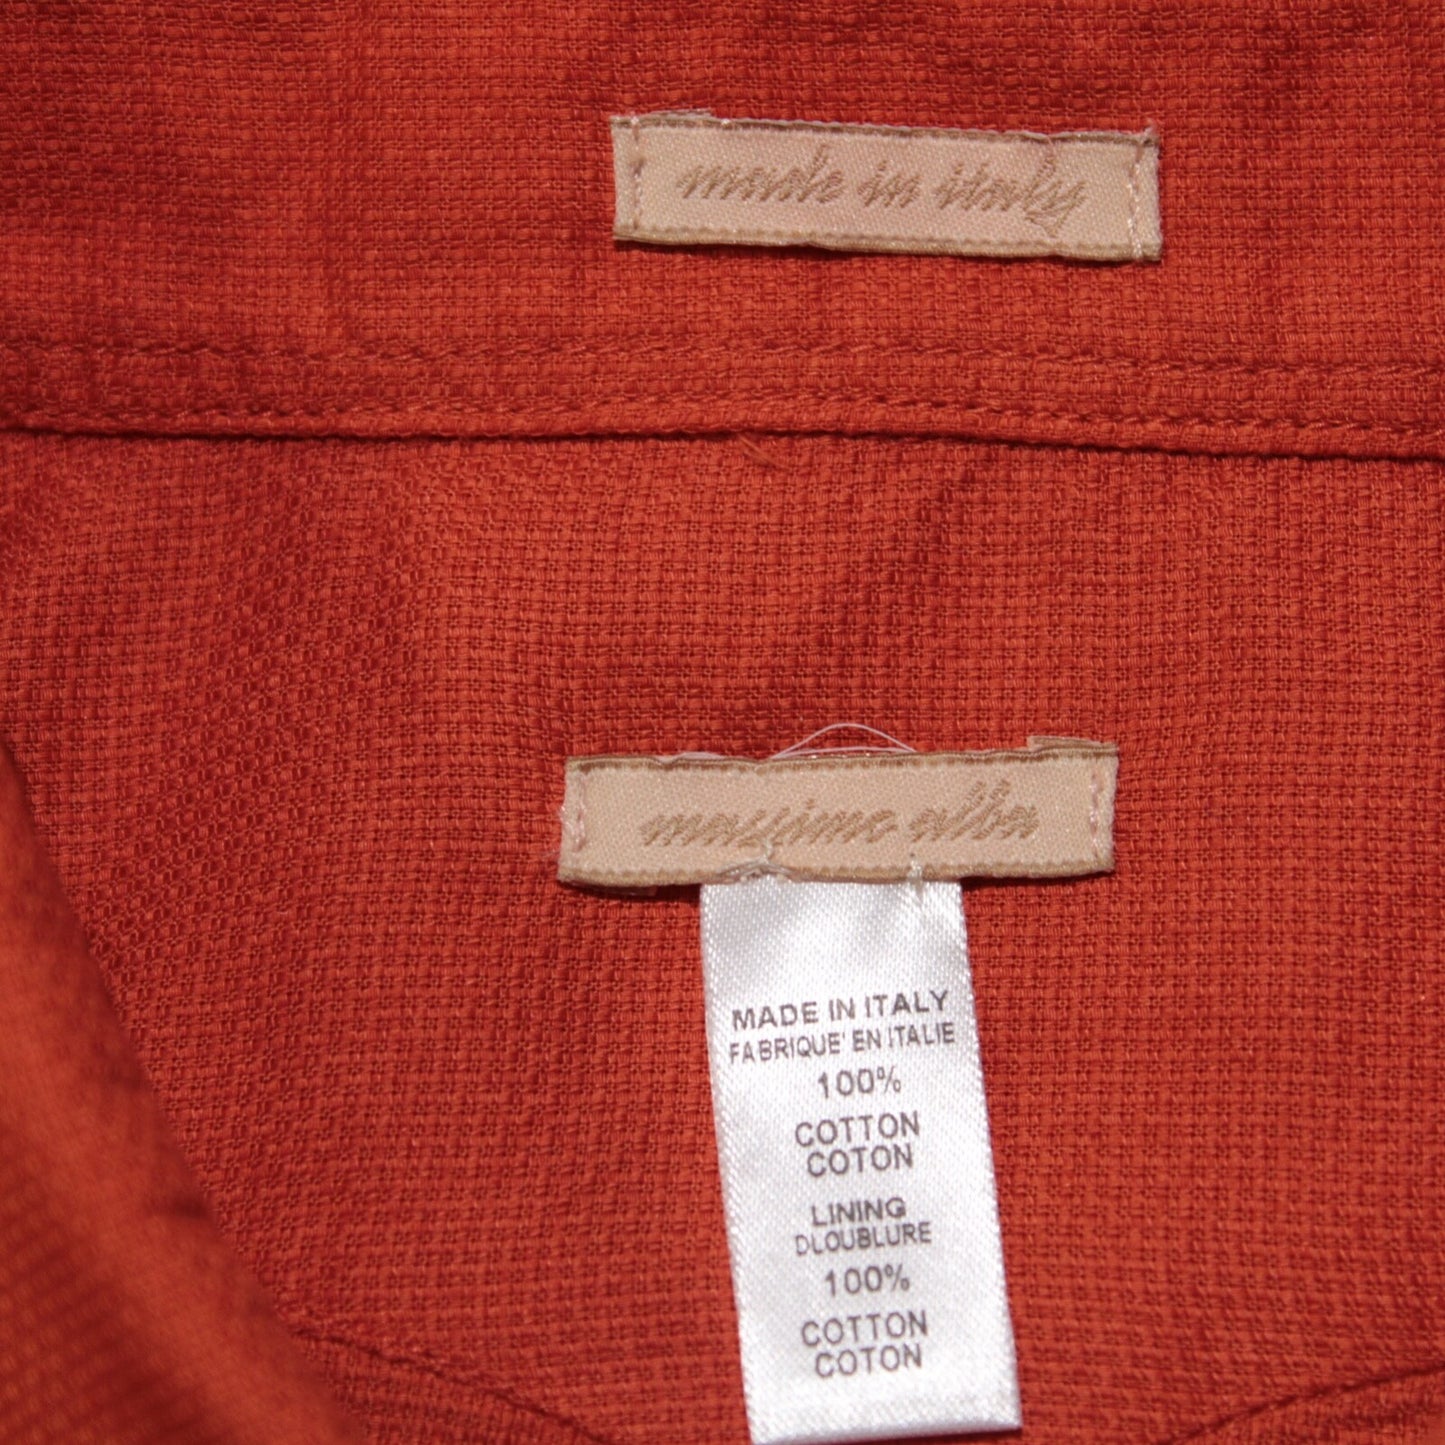 made in italy
massimo alba
MADE IN ITALY
FABRIQUE' EN ITALIE
100%
COTTON
COTON
LINING
DLOUBLURE
100%
COTTON
COTON